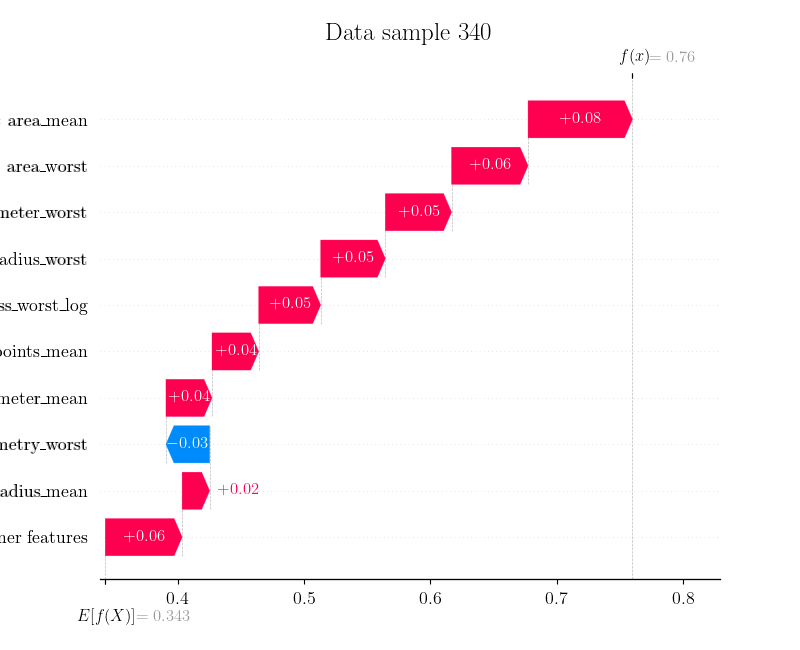 Data sample 340
f(x) = 0.76
area_mean +0.08
area_worst +0.06
meter_worst +0.05
adius_worst +0.05
ss_worst_log +0.05
points_mean +0.04
meter_mean +0.04
metry_worst −0.03
adius_mean +0.02
her features +0.06
0.4 0.5 0.6 0.7 0.8
E[f(X)] = 0.343